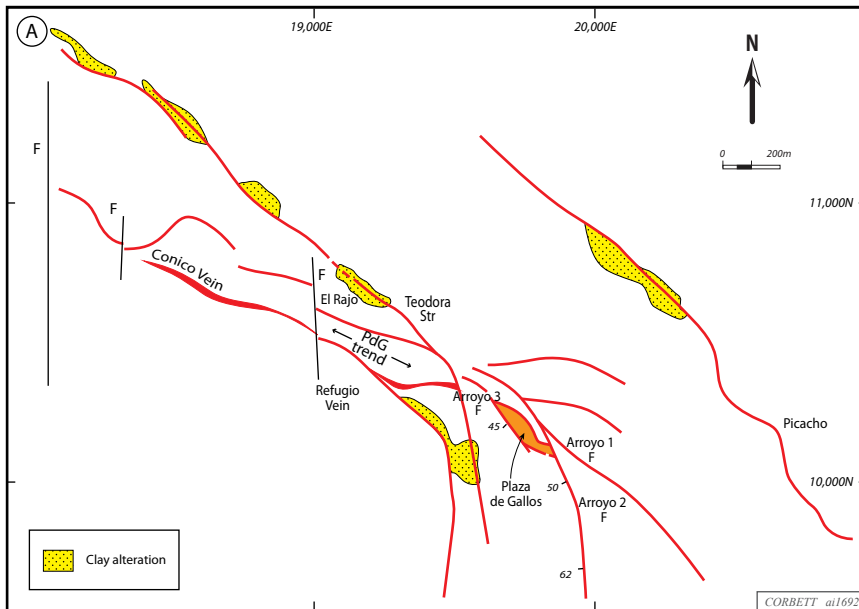 A
19,000E
20,000E
N
0 200m
F
11,000N
F
Conico Vein
F
El Rajo
Teodora
Str
PdG
trend
Refugio
Vein
Arroyo 3
F
45
Picacho
Arroyo 1
F
Plaza
de Gallos
50
Arroyo 2
F
10,000N
62
Clay alteration
CORBETT ai1692